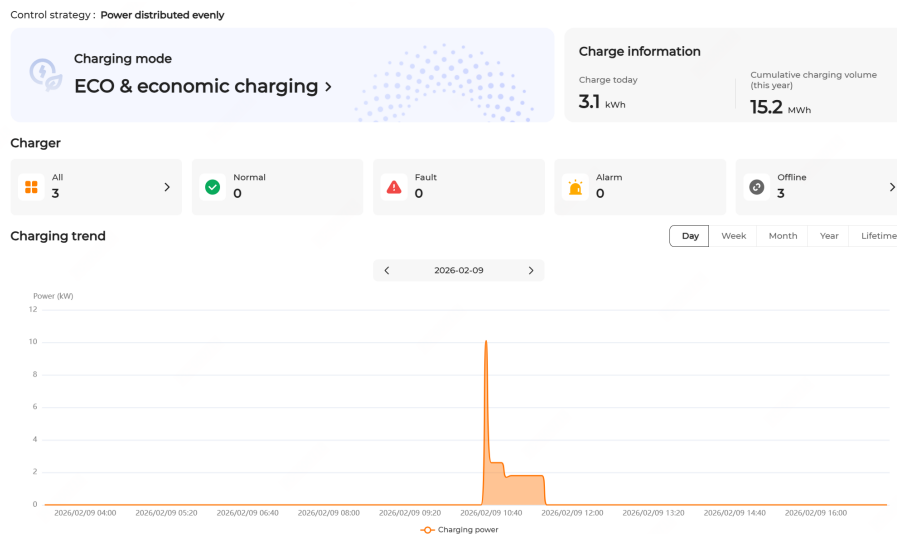 Control strategy : Power distributed evenly
Charging mode
ECO & economic charging >
Charge information
Charge today
3.1 kWh
Cumulative charging volume
(this year)
15.2 MWh
Charger
All
3
Normal
0
Fault
0
Alarm
0
Offline
3
Charging trend
Day Week Month Year Lifetime
2026-02-09
Power (kW)
12
10
8
6
4
2
0
2026/02/09 04:00 2026/02/09 05:20 2026/02/09 06:40 2026/02/09 08:00 2026/02/09 09:20 2026/02/09 10:40 2026/02/09 12:00 2026/02/09 13:20 2026/02/09 14:40 2026/02/09 16:00
Charging power